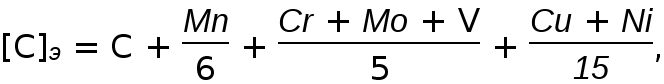 [C]э = C + Mn/6 + (Cr + Mo + V)/5 + (Cu + Ni)/15,